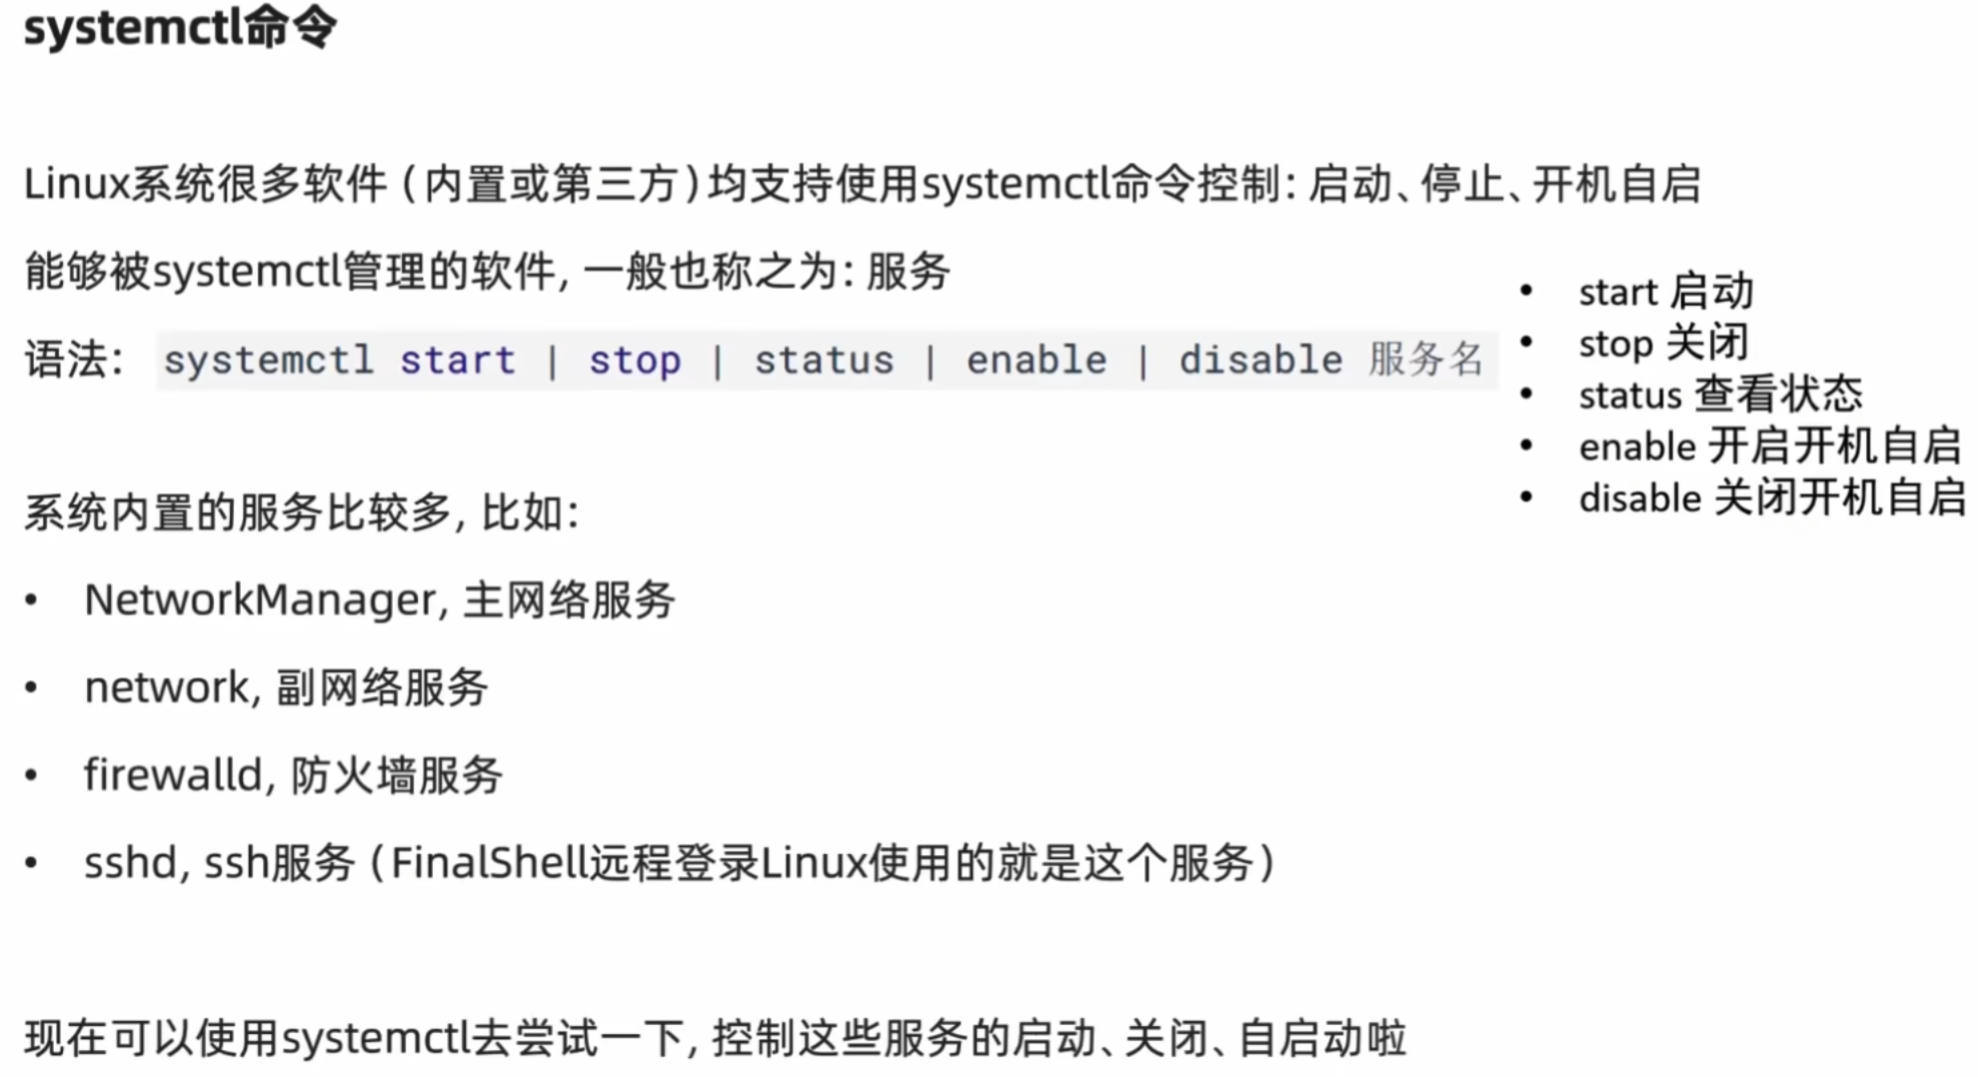 systemctl命令
Linux系统很多软件（内置或第三方）均支持使用systemctl命令控制：启动、停止、开机自启
能够被systemctl管理的软件，一般也称之为：服务
语法： systemctl start | stop | status | enable | disable 服务名
• start 启动
• stop 关闭
• status 查看状态
• enable 开启开机自启
• disable 关闭开机自启
系统内置的服务比较多，比如：
• NetworkManager, 主网络服务
• network, 副网络服务
• firewalld, 防火墙服务
• sshd, ssh服务（FinalShell远程登录Linux使用的就是这个服务）
现在可以使用systemctl去尝试一下，控制这些服务的启动、关闭、自启动啦